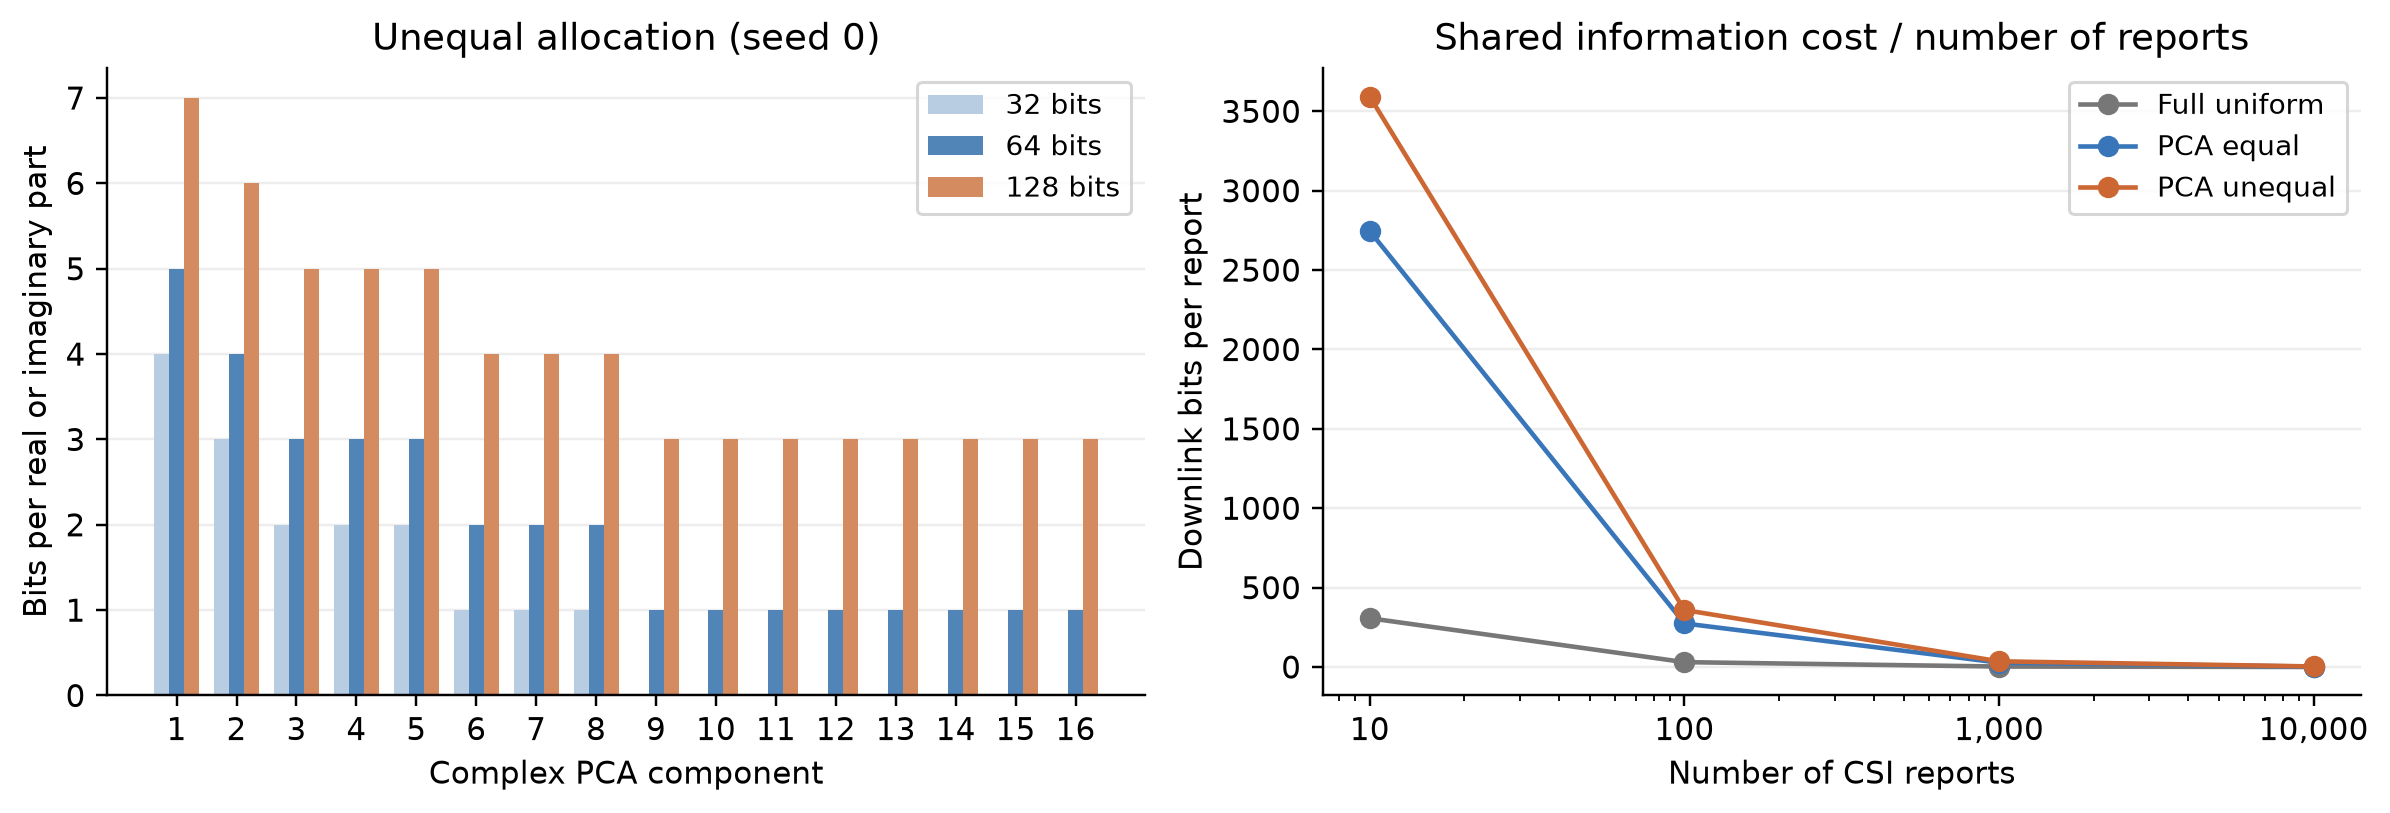 Unequal allocation (seed 0)
Bits per real or imaginary part
7
6
5
4
3
2
1
0
32 bits
64 bits
128 bits
1 2 3 4 5 6 7 8 9 10 11 12 13 14 15 16
Complex PCA component
Shared information cost / number of reports
Downlink bits per report
3500
3000
2500
2000
1500
1000
500
0
Full uniform
PCA equal
PCA unequal
10 100 1,000 10,000
Number of CSI reports